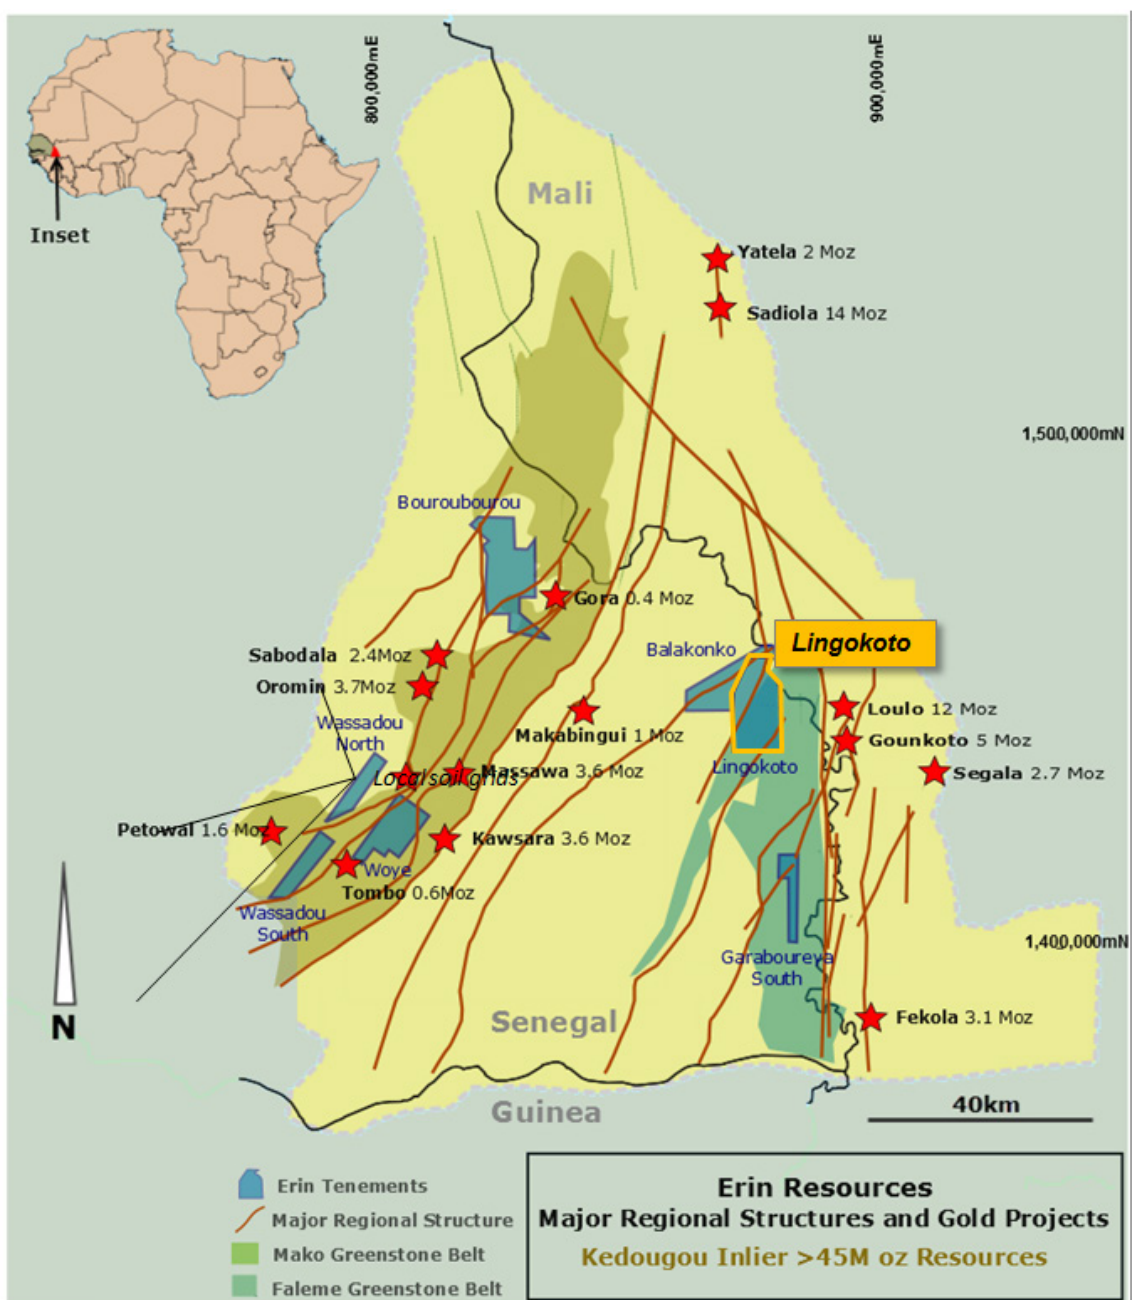 800,000mE
900,000mE
Inset
Mali
Yatela 2 Moz
Sadiola 14 Moz
1,500,000mN
Bouroubourou
Gora 0.4 Moz
Sabodala 2.4Moz
Balakonko
Lingokoto
Oromin 3.7Moz
Wassadou
North
Makabingui 1 Moz
Loulo 12 Moz
Gounkoto 5 Moz
Lingokoto
Segala 2.7 Moz
Local soil grids
Massawa 3.6 Moz
Petowal 1.6 Moz
Kawsara 3.6 Moz
Woye
Tombo 0.6Moz
Wassadou
South
1,400,000mN
Garaboureya
South
Senegal
Fekola 3.1 Moz
N
Guinea
40km
Erin Tenements
Major Regional Structure
Mako Greenstone Belt
Faleme Greenstone Belt
Erin Resources
Major Regional Structures and Gold Projects
Kedougou Inlier >45M oz Resources